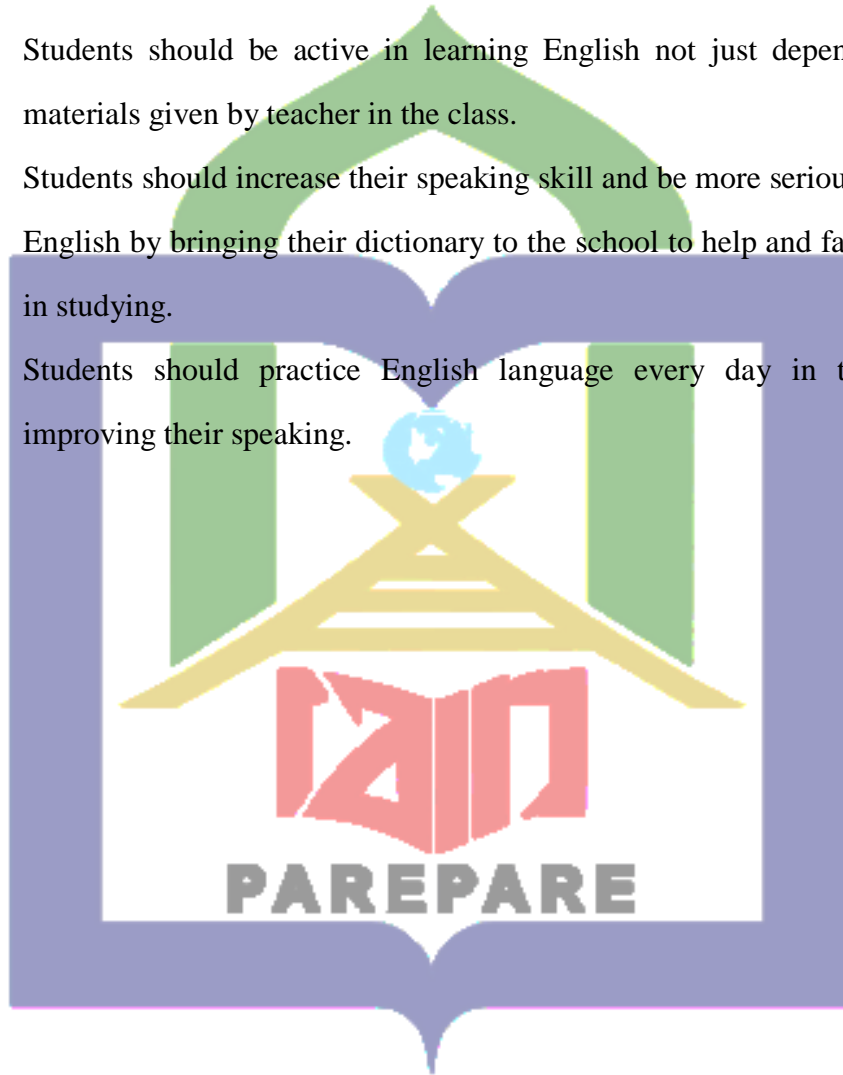 Students should be active in learning English not just depen
materials given by teacher in the class.
Students should increase their speaking skill and be more seriou
English by bringing their dictionary to the school to help and fa
in studying.
Students should practice English language every day in t
improving their speaking.
iain
PAREPARE